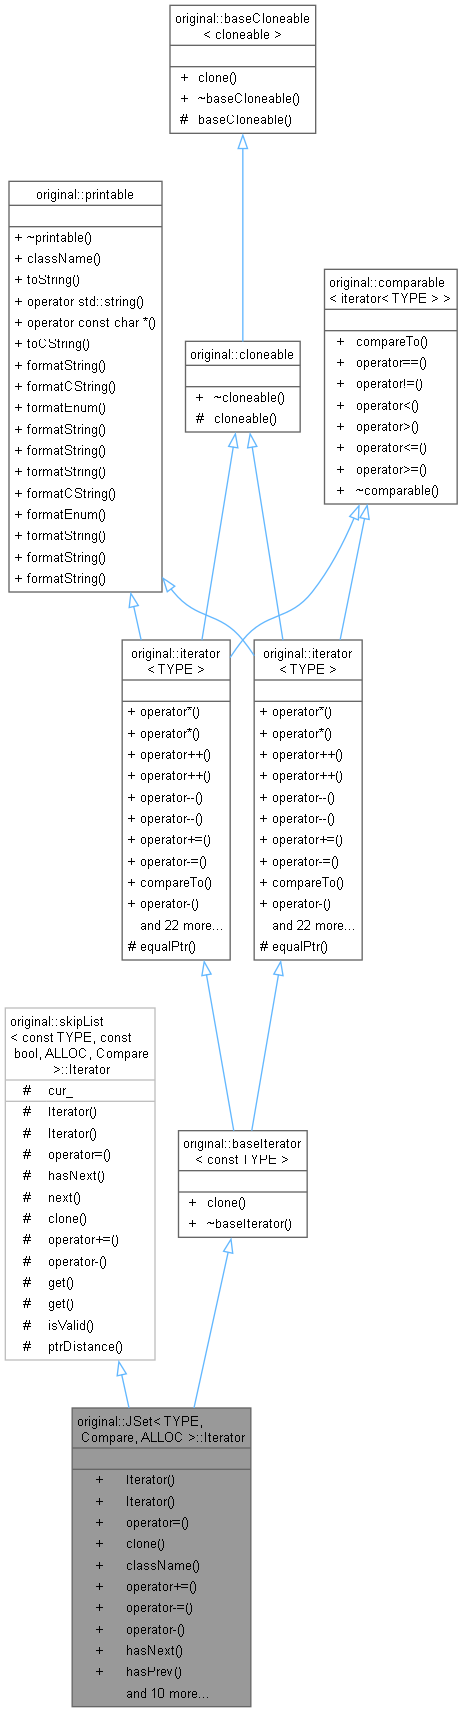 original::baseCloneable
< cloneable >
+ clone()
+ ~baseCloneable()
# baseCloneable()
original::printable
+ ~printable()
+ className()
+ toString()
+ operator std::string()
+ operator const char *()
+ toCString()
+ formatString()
+ formatCString()
+ formatEnum()
+ formatString()
+ formatString()
+ formatString()
+ formatCString()
+ formatEnum()
+ formatString()
+ formatString()
+ formatString()
original::comparable
< iterator< TYPE > >
+ compareTo()
+ operator==()
+ operator!=()
+ operator<()
+ operator>()
+ operator<=()
+ operator>=()
+ ~comparable()
original::cloneable
+ ~cloneable()
# cloneable()
original::iterator
< TYPE >
+ operator*()
+ operator*()
+ operator++()
+ operator++()
+ operator--()
+ operator--()
+ operator+=()
+ operator-=()
+ compareTo()
+ operator-()
and 22 more...
# equalPtr()
original::iterator
< TYPE >
+ operator*()
+ operator*()
+ operator++()
+ operator++()
+ operator--()
+ operator--()
+ operator+=()
+ operator-=()
+ compareTo()
+ operator-()
and 22 more...
# equalPtr()
original::skipList
< const TYPE, const
bool, ALLOC, Compare
>::Iterator
# cur_
# Iterator()
# Iterator()
# operator=()
# hasNext()
# next()
# clone()
# operator+=()
# operator-()
# get()
# get()
# isValid()
# ptrDistance()
original::baseIterator
< const TYPE >
+ clone()
+ ~baseIterator()
original::JSet< TYPE,
Compare, ALLOC >::Iterator
+ Iterator()
+ Iterator()
+ operator=()
+ clone()
+ className()
+ operator+=()
+ operator-=()
+ operator-()
+ hasNext()
+ hasPrev()
and 10 more...